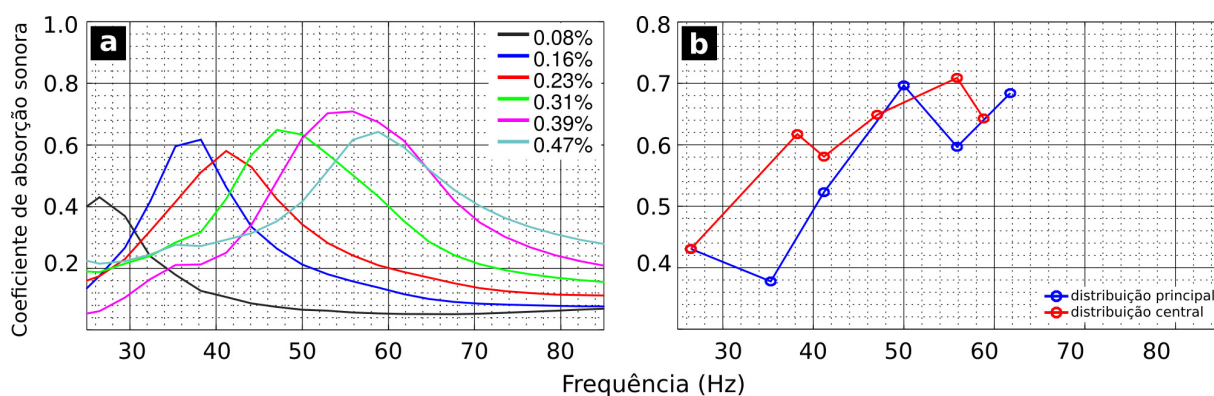 Coeficiente de absorção sonora
1.0
0.8
0.6
0.4
0.2
a
0.08%
0.16%
0.23%
0.31%
0.39%
0.47%
30 40 50 60 70 80
0.8
0.7
0.6
0.5
0.4
b
distribuição principal
distribuição central
30 40 50 60 70 80
Frequência (Hz)